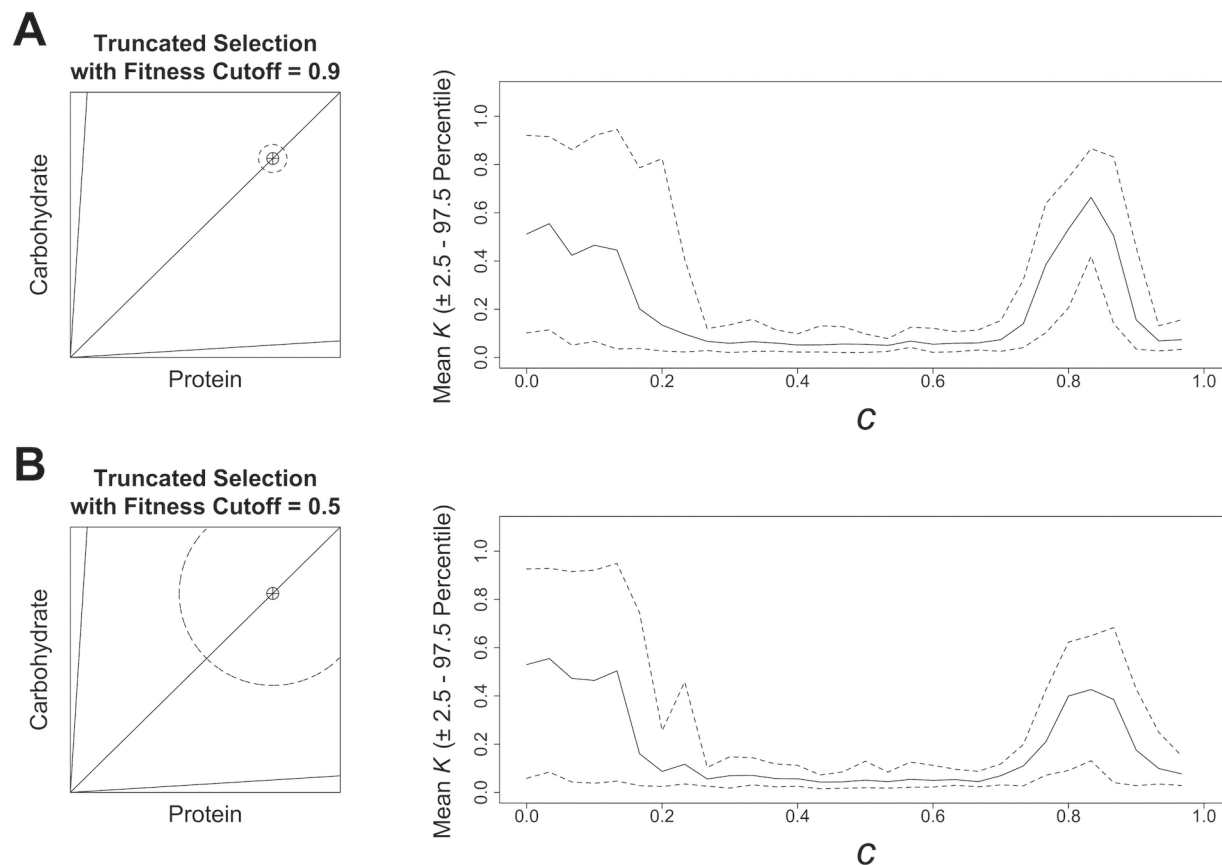 A
Truncated Selection
with Fitness Cutoff = 0.9
Carbohydrate
Protein
Mean K (± 2.5 - 97.5 Percentile)
1.0
0.8
0.6
0.4
0.2
0.0
0.0 0.2 0.4 0.6 0.8 1.0
C
B
Truncated Selection
with Fitness Cutoff = 0.5
Carbohydrate
Protein
Mean K (± 2.5 - 97.5 Percentile)
1.0
0.8
0.6
0.4
0.2
0.0
0.0 0.2 0.4 0.6 0.8 1.0
C